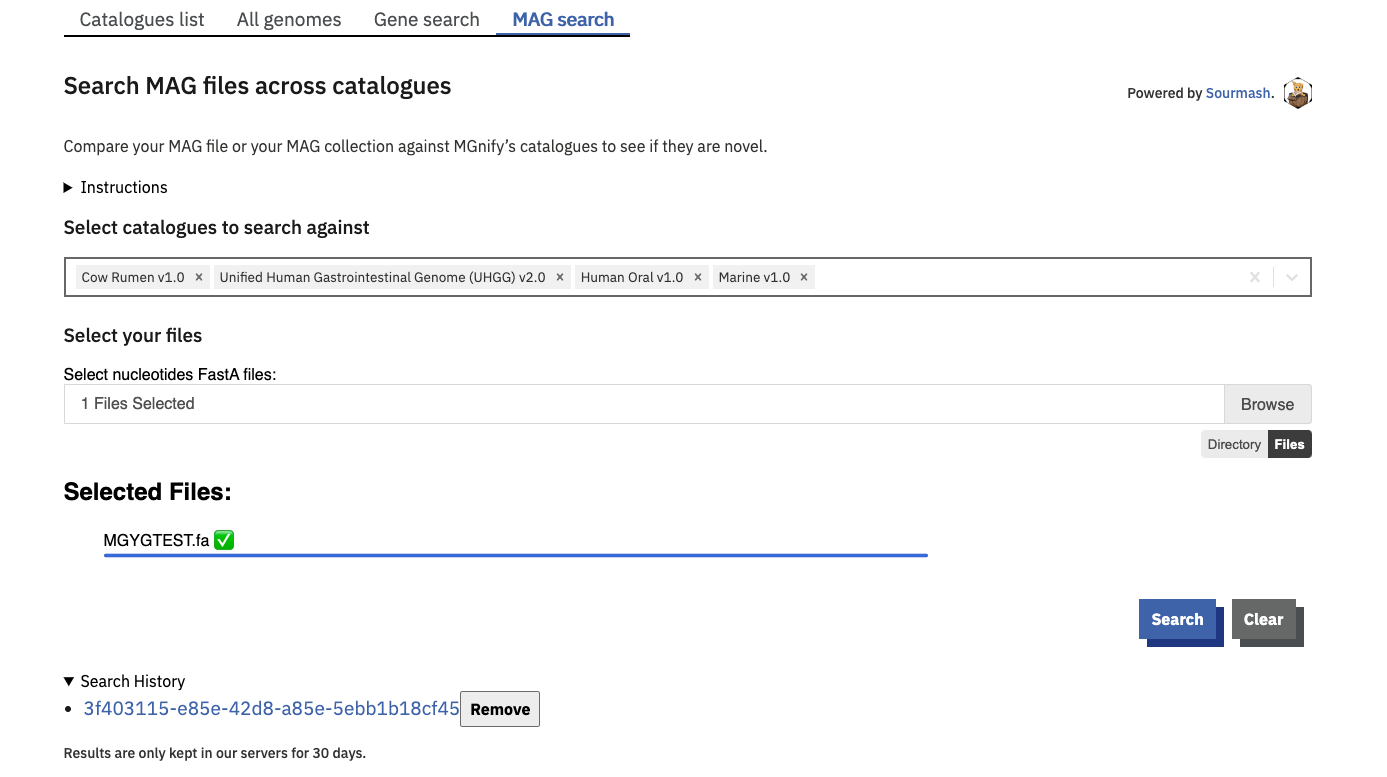 Catalogues list All genomes Gene search MAG search
Search MAG files across catalogues
Powered by Sourmash.
Compare your MAG file or your MAG collection against MGnify’s catalogues to see if they are novel.
Instructions
Select catalogues to search against
Cow Rumen v1.0 × Unified Human Gastrointestinal Genome (UHGG) v2.0 × Human Oral v1.0 × Marine v1.0 ×
Select your files
Select nucleotides FastA files:
1 Files Selected Browse
Directory Files
Selected Files:
MGYGTEST.fa ✅
Search Clear
Search History
3f403115-e85e-42d8-a85e-5ebb1b18cf45 Remove
Results are only kept in our servers for 30 days.